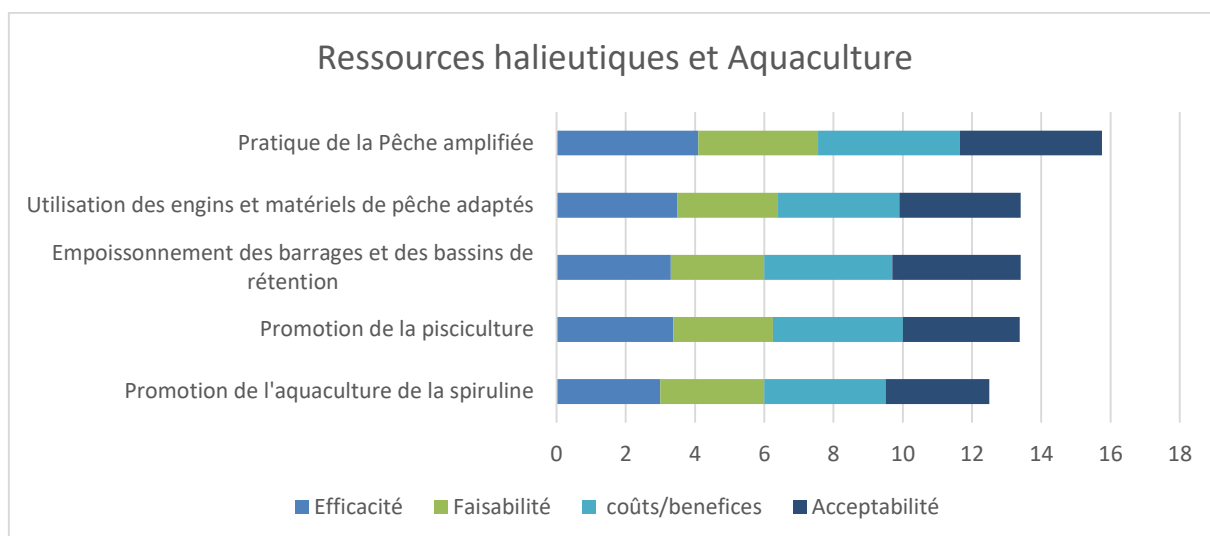 Ressources halieutiques et Aquaculture
Pratique de la Pêche amplifiée
Utilisation des engins et matériels de pêche adaptés
Empoissonnement des barrages et des bassins de
rétention
Promotion de la pisciculture
Promotion de l'aquaculture de la spiruline
0 2 4 6 8 10 12 14 16 18
Efficacité Faisabilité coûts/benefices Acceptabilité